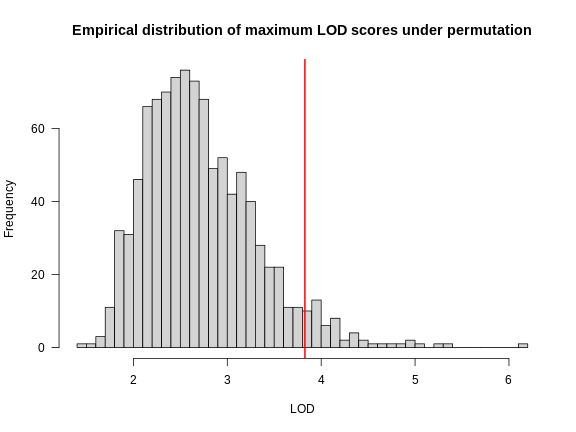 Empirical distribution of maximum LOD scores under permutation
Frequency
60
40
20
0
2 3 4 5 6
LOD